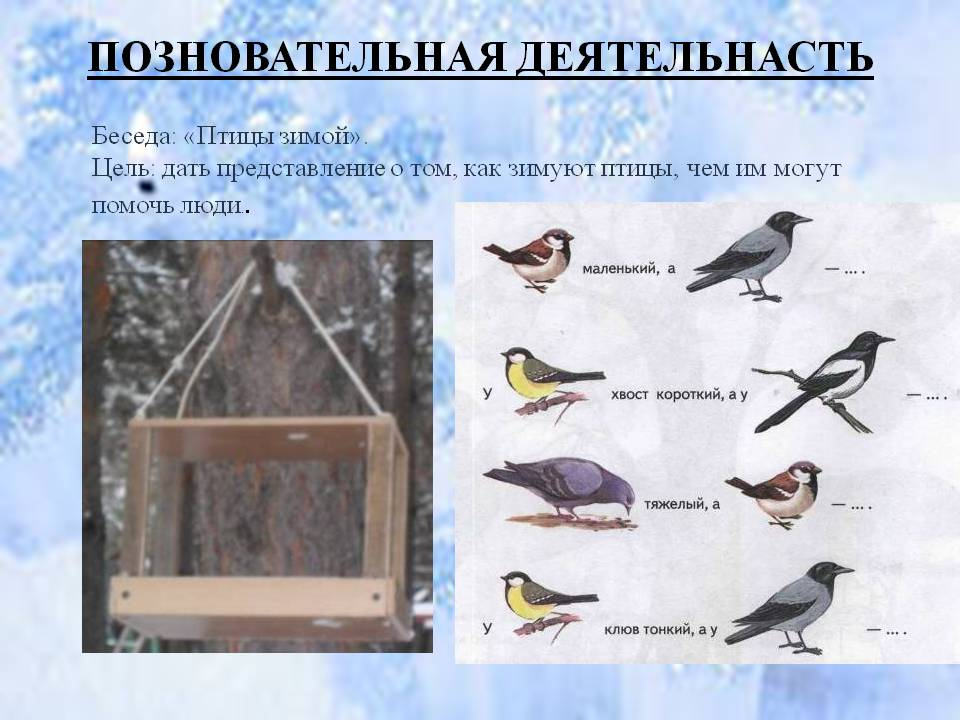 ПОЗНОВАТЕЛЬНАЯ ДЕЯТЕЛЬНАСТЬ
Беседа: «Птицы зимой».
Цель: дать представление о том, как зимуют птицы, чем им могут
помочь люди..
маленький, а — ... .
У хвост короткий, а у — ... .
тяжелый, а — ... .
У клюв тонкий, а у — ... .